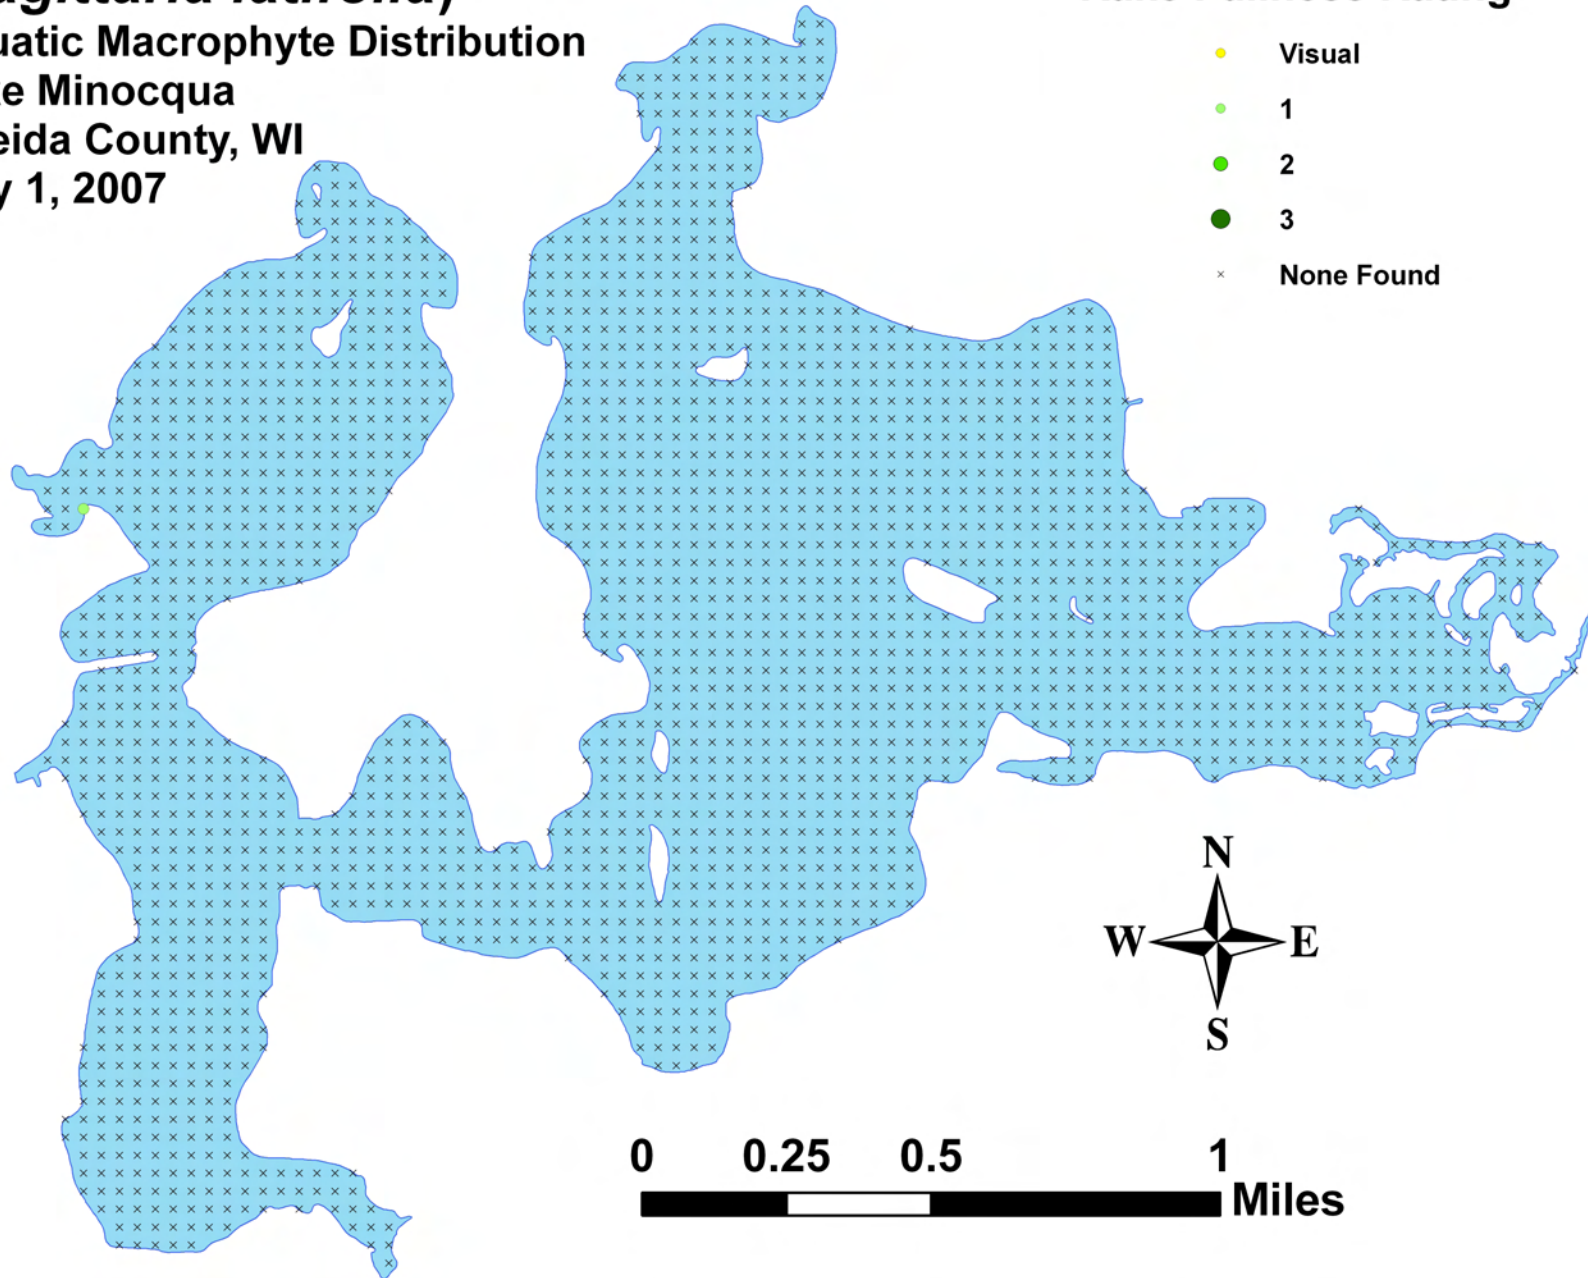 uatic Macrophyte Distribution
e Minocqua
eida County, WI
y 1, 2007
Visual
1
2
3
None Found
N
W
E
S
0 0.25 0.5 1
Miles